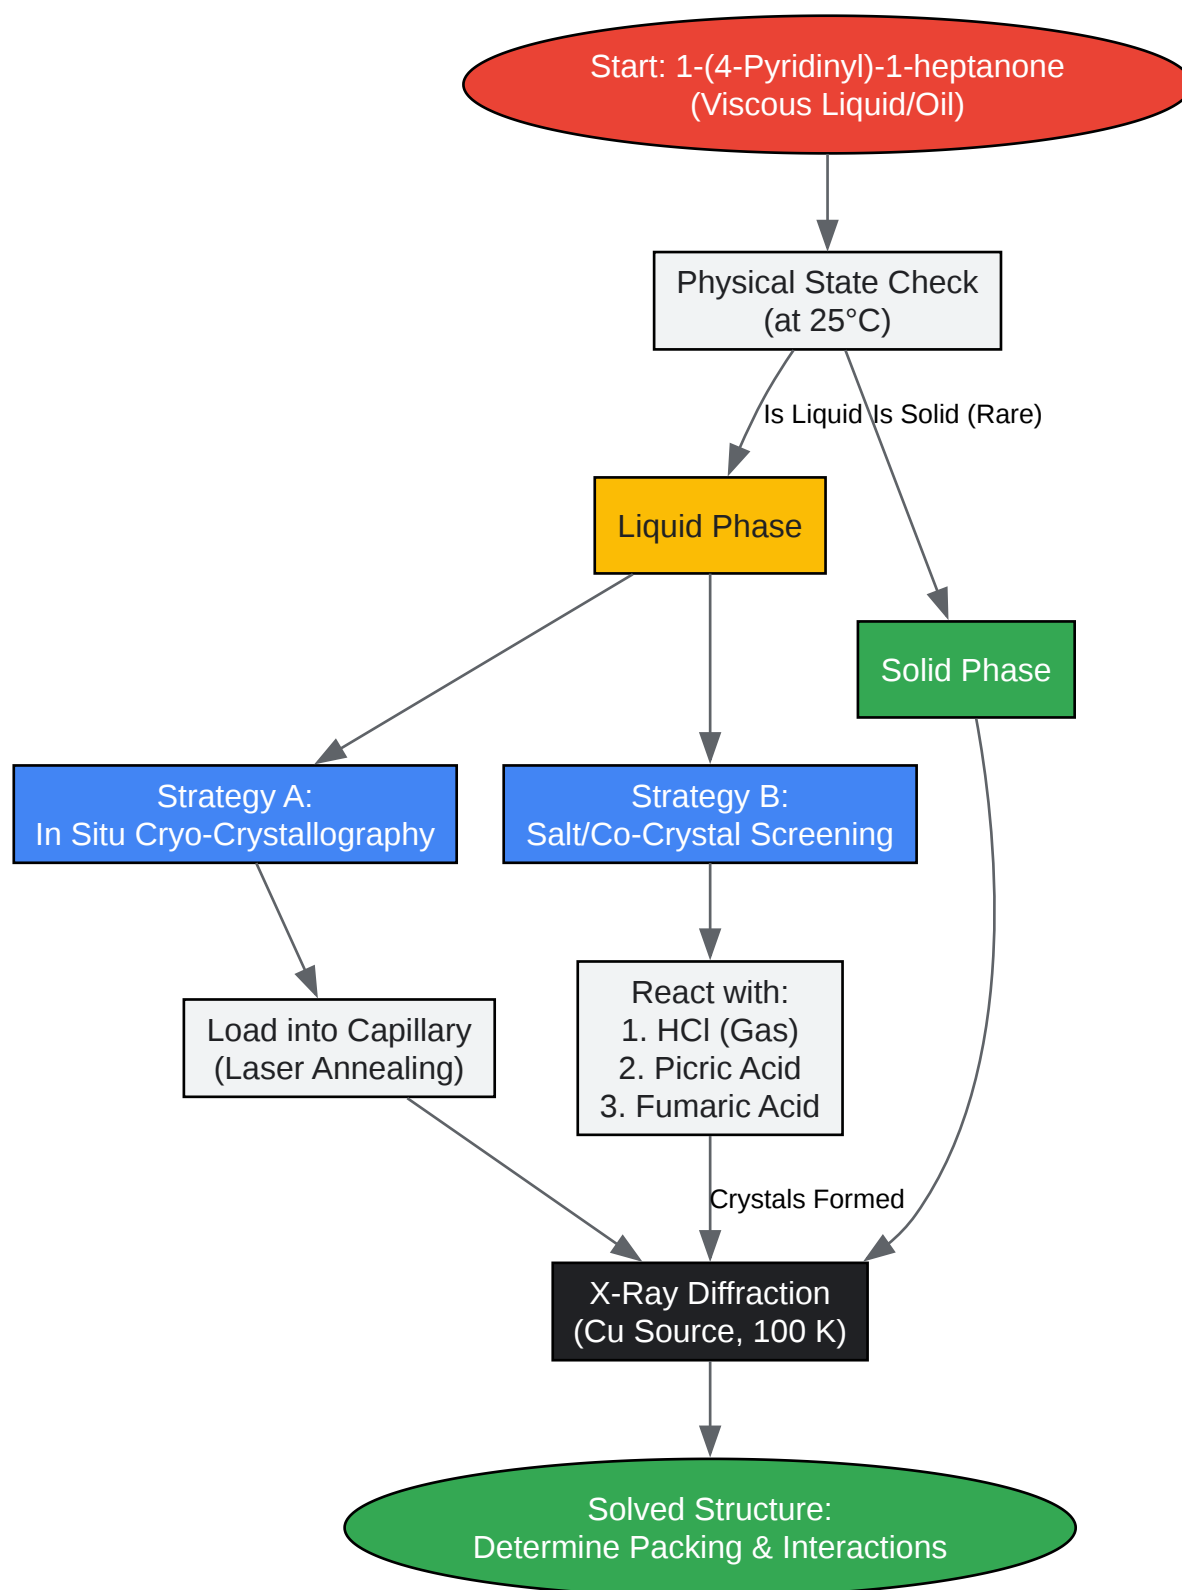 Start: 1-(4-Pyridinyl)-1-heptanone
(Viscous Liquid/Oil)
Physical State Check
(at 25°C)
Is Liquid
Is Solid (Rare)
Liquid Phase
Solid Phase
Strategy A:
In Situ Cryo-Crystallography
Strategy B:
Salt/Co-Crystal Screening
Load into Capillary
(Laser Annealing)
React with:
1. HCl (Gas)
2. Picric Acid
3. Fumaric Acid
Crystals Formed
X-Ray Diffraction
(Cu Source, 100 K)
Solved Structure:
Determine Packing & Interactions